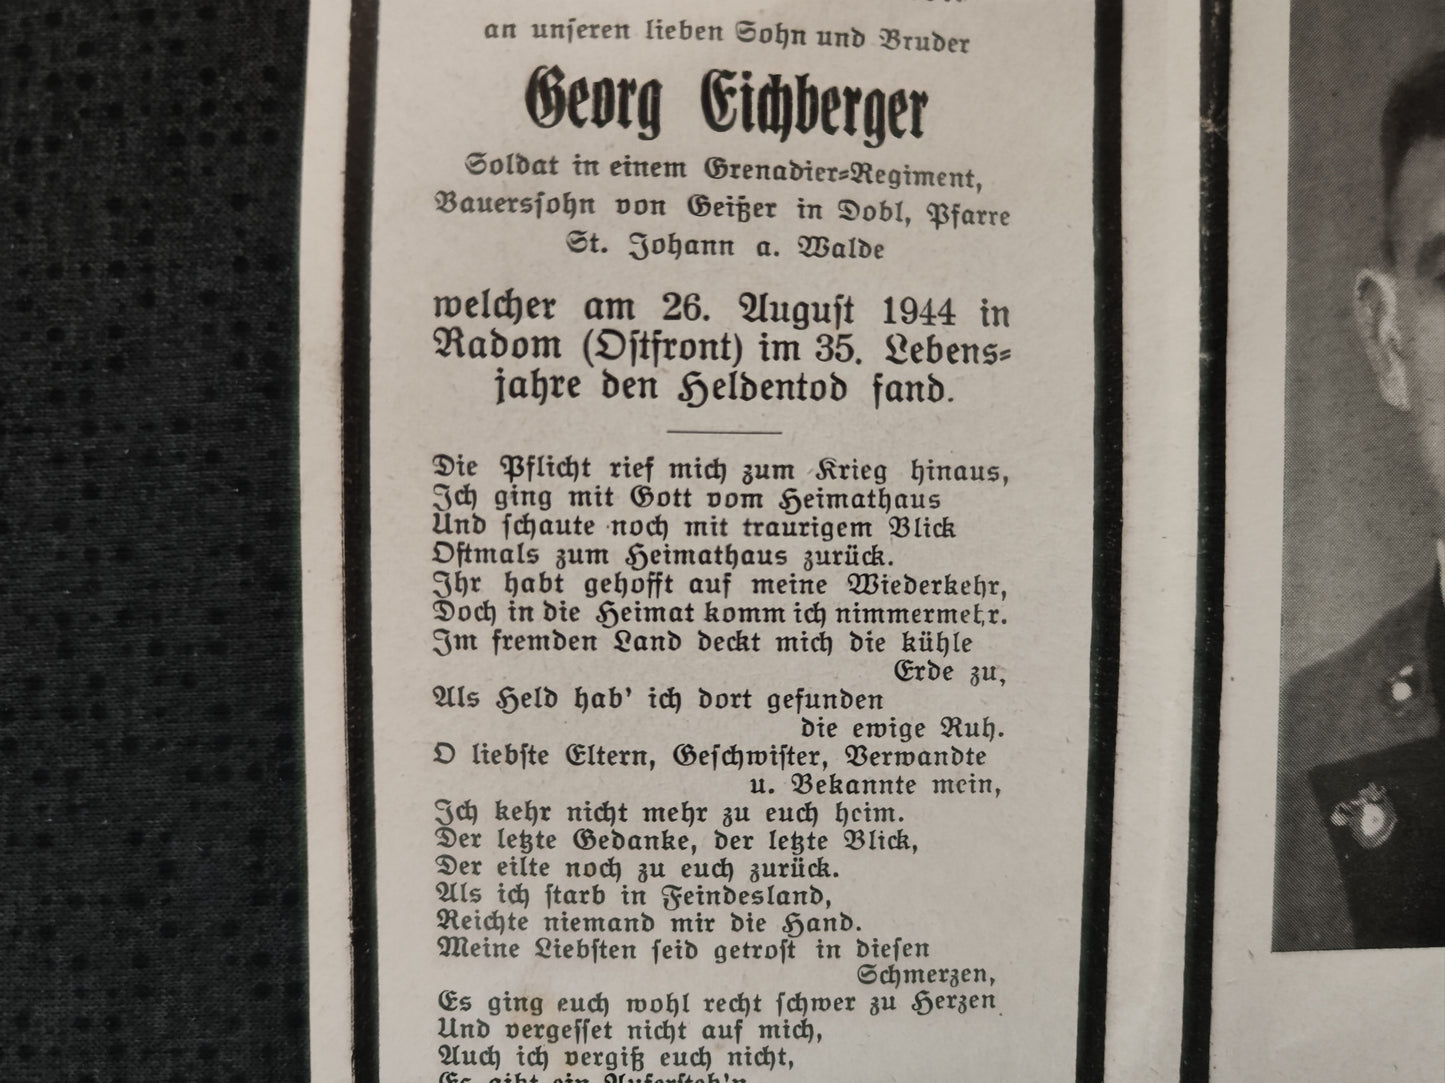 an unseren lieben Sohn und Bruder
Georg Eichberger
Soldat in einem Grenadier-Regiment,
Bauerssohn von Geißer in Dobl, Pfarre
St. Johann a. Walde
welcher am 26. August 1944 in
Radom (Ostfront) im 35. Lebens-
jahre den Heldentod fand.
Die Pflicht rief mich zum Krieg hinaus,
Ich ging mit Gott vom Heimathaus
Und schaute noch mit traurigem Blick
Oftmals zum Heimathaus zurück.
Ihr habt gehofft auf meine Wiederkehr,
Doch in die Heimat komm ich nimmermehr.
Im fremden Land deckt mich die kühle
Erde zu,
Als Held hab' ich dort gefunden
die ewige Ruh.
O liebste Eltern, Geschwister, Verwandte
u. Bekannte mein,
Ich kehr nicht mehr zu euch heim.
Der letzte Gedanke, der letzte Blick,
Der eilte noch zu euch zurück.
Als ich starb in Feindesland,
Reichte niemand mir die Hand.
Meine Liebsten seid getrost in diesen
Schmerzen,
Es ging euch wohl recht schwer zu Herzen
Und vergesset nicht auf mich,
Auch ich vergiß euch nicht,
Es gibt ein Aufersteh'n